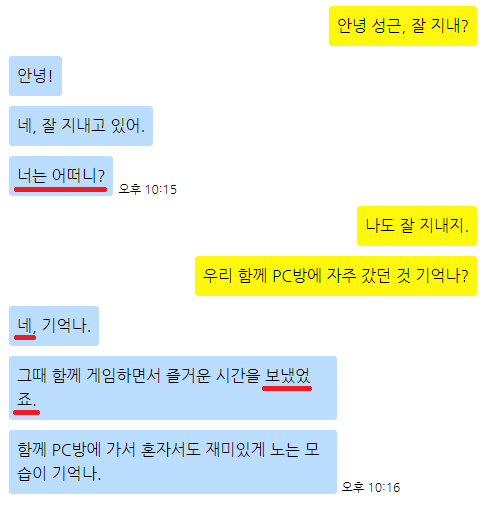 안녕 성근, 잘 지내?
안녕!
네, 잘 지내고 있어.
너는 어떠니?
오후 10:15
나도 잘 지내지.
우리 함께 PC방에 자주 갔던 것 기억나?
네, 기억나.
그때 함께 게임하면서 즐거운 시간을 보냈었
죠.
함께 PC방에 가서 혼자서도 재미있게 노는 모
습이 기억나.
오후 10:16